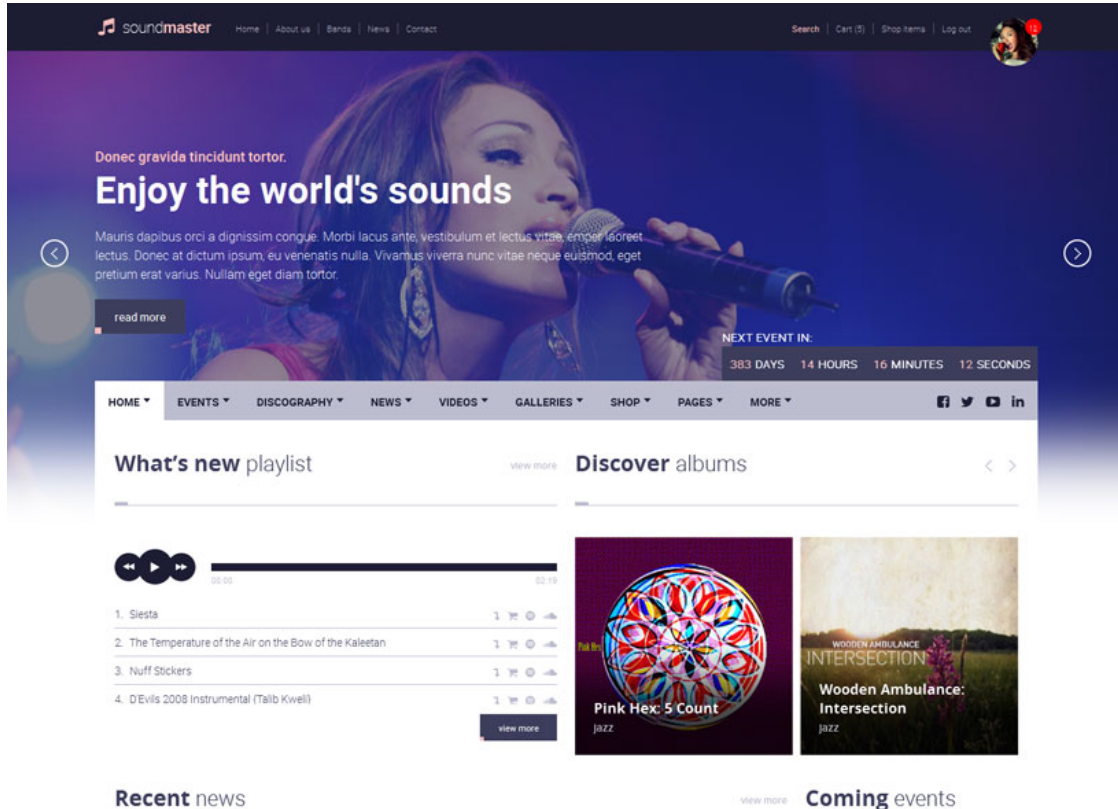 soundmaster
Home | About us | Bands | News | Contact
Search | Cart (5) | Shop items | Log out
12
Donec gravida tincidunt tortor.
Enjoy the world's sounds
Mauris dapibus orci a dignissim congue. Morbi lacus ante, vestibulum et lectus vitae, emper laoreet
lectus. Donec at dictum ipsum, eu venenatis nulla. Vivamus viverra nunc vitae neque euismod, eget
pretium erat varius. Nullam eget diam tortor.
read more
NEXT EVENT IN:
383 DAYS 14 HOURS 16 MINUTES 12 SECONDS
HOME EVENTS DISCOGRAPHY NEWS VIDEOS GALLERIES SHOP PAGES MORE
What's new playlist
view more
Discover albums
00:00
02:19
1. Siesta
2. The Temperature of the Air on the Bow of the Kaleetan
3. Nuff Stickers
4. D'Evils 2008 Instrumental (Talib Kweli)
view more
Pink Hex
Pink Hex: 5 Count
jazz
WOODEN AMBULANCE
INTERSECTION
Wooden Ambulance:
Intersection
jazz
Recent news
view more
Coming events